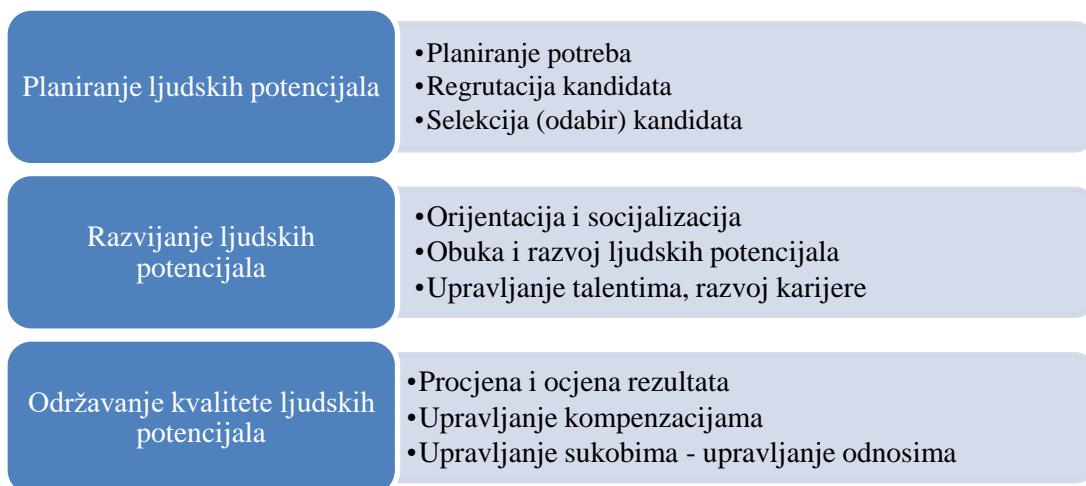 Planiranje ljudskih potencijala
•Planiranje potreba
•Regrutacija kandidata
•Selekcija (odabir) kandidata
Razvijanje ljudskih
potencijala
•Orijentacija i socijalizacija
•Obuka i razvoj ljudskih potencijala
•Upravljanje talentima, razvoj karijere
Održavanje kvalitete ljudskih
potencijala
•Procjena i ocjena rezultata
•Upravljanje kompenzacijama
•Upravljanje sukobima - upravljanje odnosima